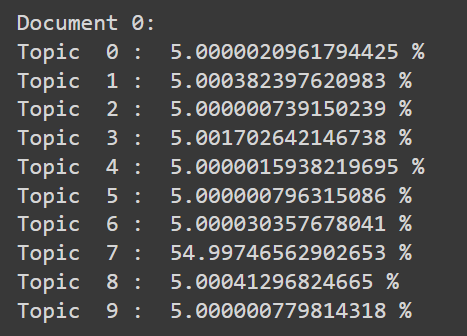 Document 0:
Topic  0 :  5.0000020961794425 %
Topic  1 :  5.000382397620983 %
Topic  2 :  5.000000739150239 %
Topic  3 :  5.001702642146738 %
Topic  4 :  5.0000015938219695 %
Topic  5 :  5.000000796315086 %
Topic  6 :  5.000030357678041 %
Topic  7 :  54.99746562902653 %
Topic  8 :  5.00041296824665 %
Topic  9 :  5.000000779814318 %